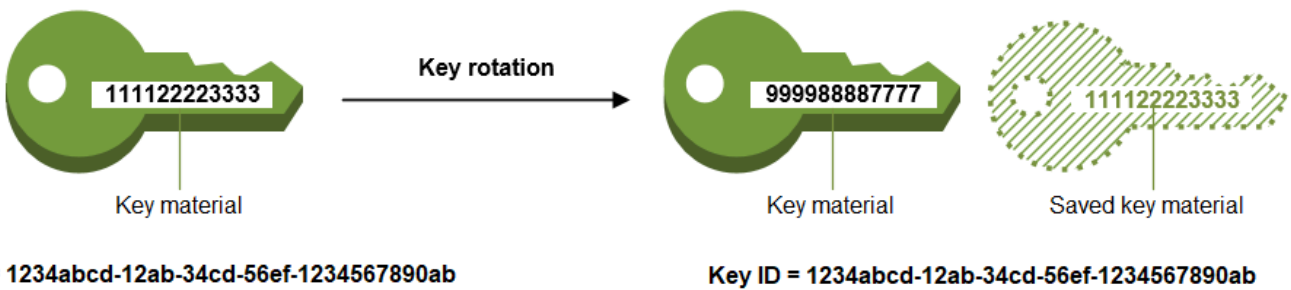 Key rotation
111122223333
999988887777
111122223333
Key material
Key material
Saved key material
1234abcd-12ab-34cd-56ef-1234567890ab
Key ID = 1234abcd-12ab-34cd-56ef-1234567890ab